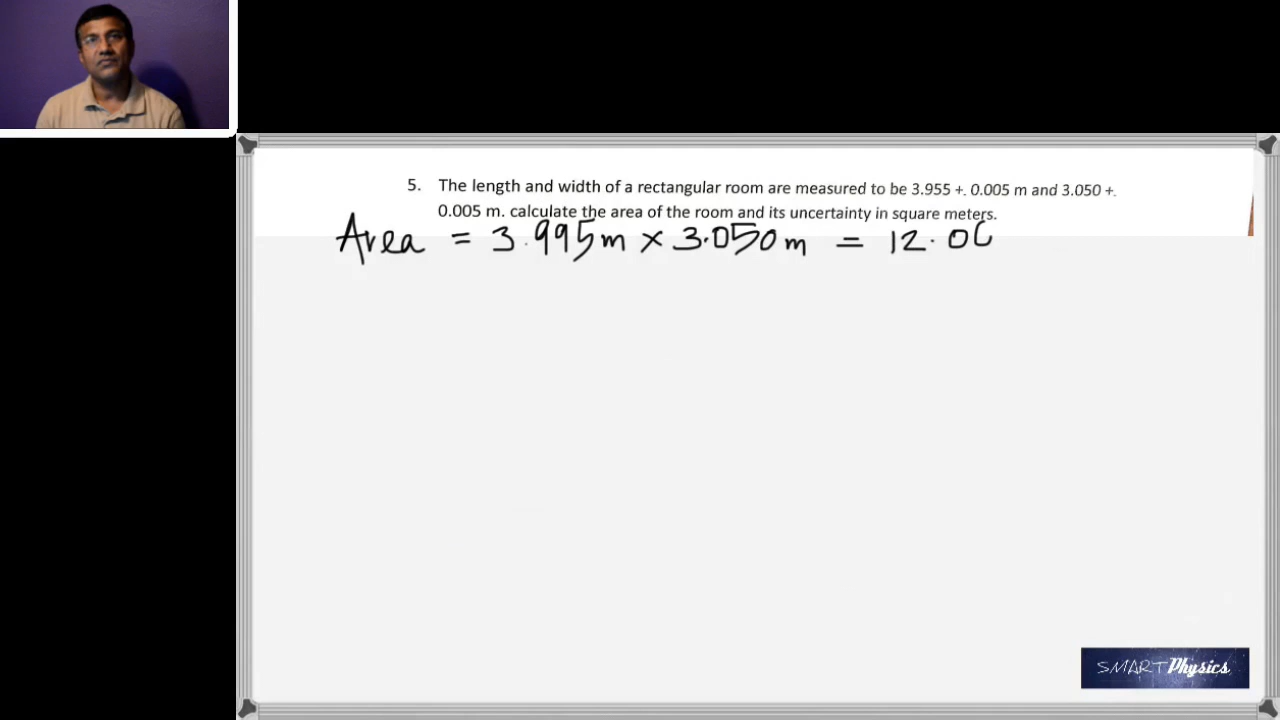 5. The length and width of a rectangular room are measured to be 3.955 +. 0.005 m and 3.050 +.
0.005 m. calculate the area of the room and its uncertainty in square meters.
Area = 3.995m × 3.050m = 12.0
SMART Physics